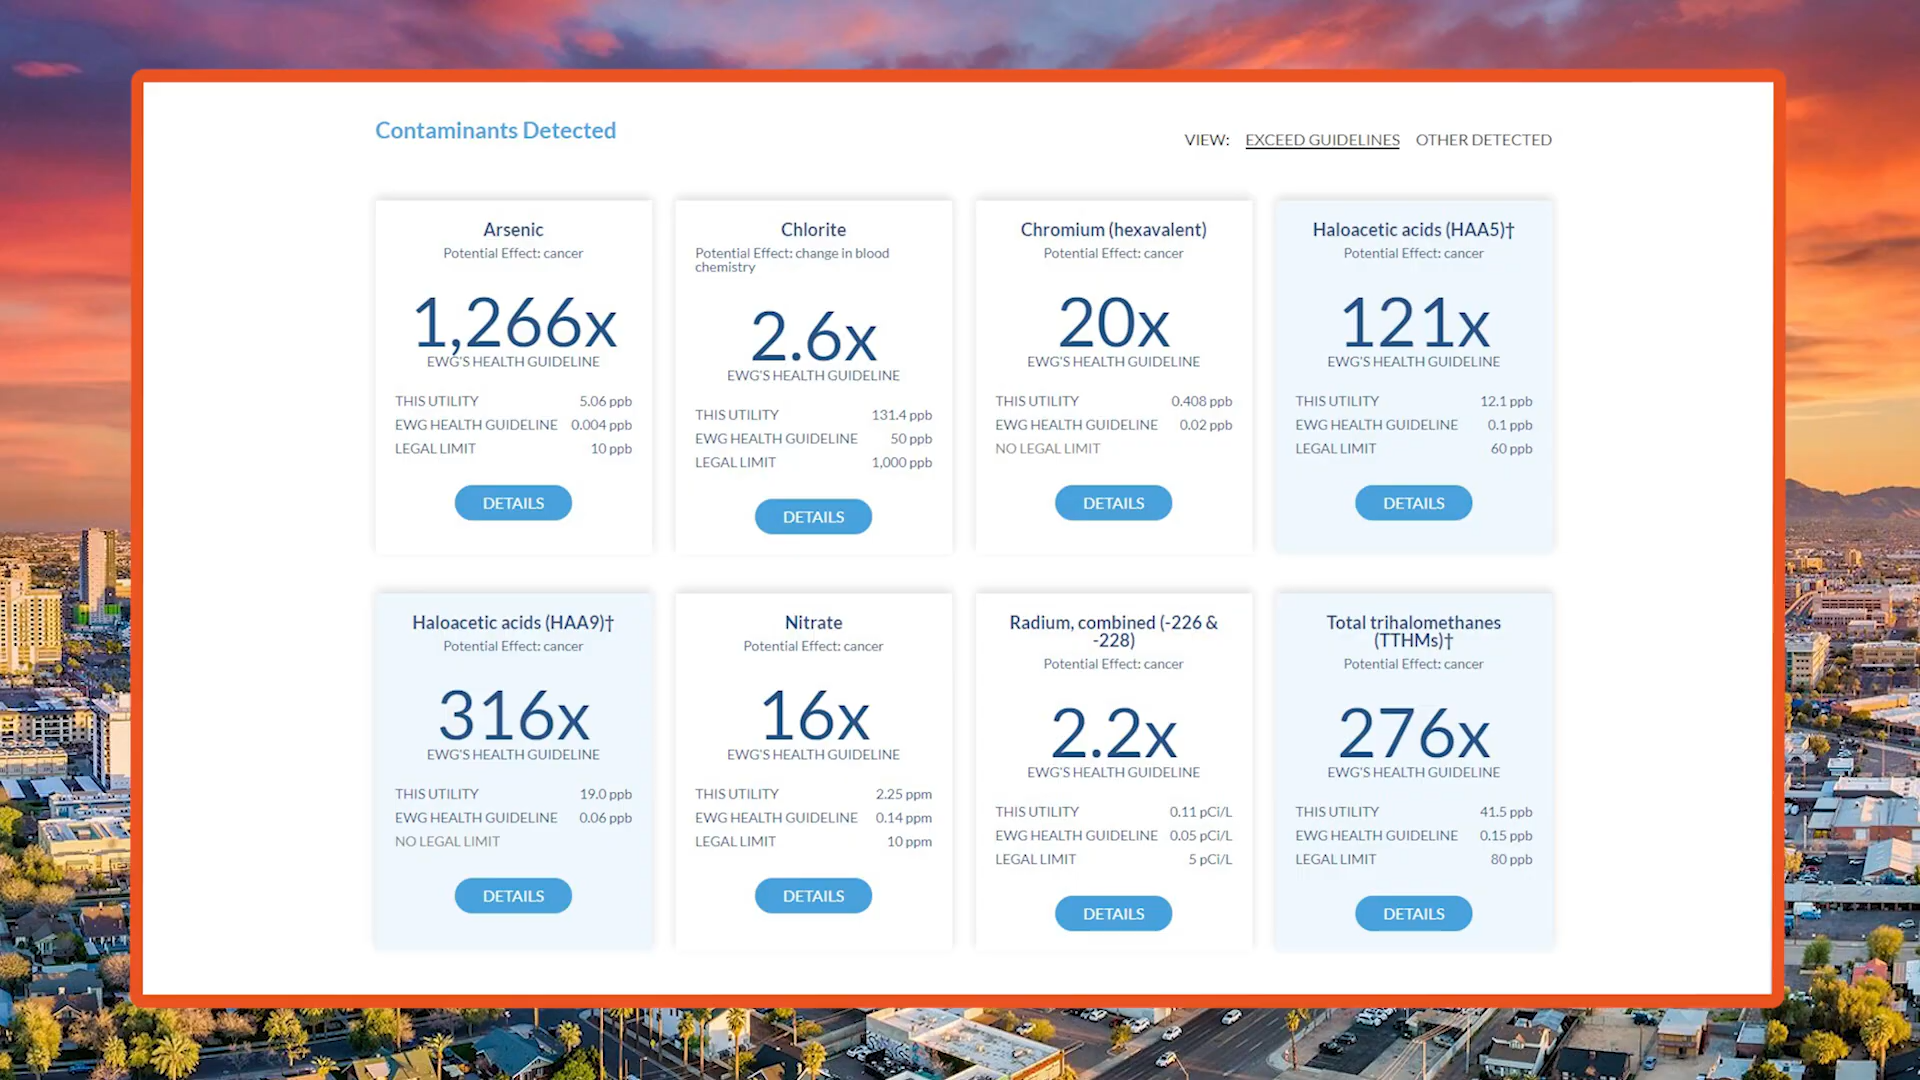 Contaminants Detected
VIEW: EXCEED GUIDELINES OTHER DETECTED
Arsenic
Potential Effect: cancer
1,266x
EWG'S HEALTH GUIDELINE
THIS UTILITY 5.06 ppb
EWG HEALTH GUIDELINE 0.004 ppb
LEGAL LIMIT 10 ppb
DETAILS
Chlorite
Potential Effect: change in blood
chemistry
2.6x
EWG'S HEALTH GUIDELINE
THIS UTILITY 131.4 ppb
EWG HEALTH GUIDELINE 50 ppb
LEGAL LIMIT 1,000 ppb
DETAILS
Chromium (hexavalent)
Potential Effect: cancer
20x
EWG'S HEALTH GUIDELINE
THIS UTILITY 0.408 ppb
EWG HEALTH GUIDELINE 0.02 ppb
NO LEGAL LIMIT
DETAILS
Haloacetic acids (HAA5)†
Potential Effect: cancer
121x
EWG'S HEALTH GUIDELINE
THIS UTILITY 12.1 ppb
EWG HEALTH GUIDELINE 0.1 ppb
LEGAL LIMIT 60 ppb
DETAILS
Haloacetic acids (HAA9)†
Potential Effect: cancer
316x
EWG'S HEALTH GUIDELINE
THIS UTILITY 19.0 ppb
EWG HEALTH GUIDELINE 0.06 ppb
NO LEGAL LIMIT
DETAILS
Nitrate
Potential Effect: cancer
16x
EWG'S HEALTH GUIDELINE
THIS UTILITY 2.25 ppm
EWG HEALTH GUIDELINE 0.14 ppm
LEGAL LIMIT 10 ppm
DETAILS
Radium, combined (-226 &
-228)
Potential Effect: cancer
2.2x
EWG'S HEALTH GUIDELINE
THIS UTILITY 0.11 pCi/L
EWG HEALTH GUIDELINE 0.05 pCi/L
LEGAL LIMIT 5 pCi/L
DETAILS
Total trihalomethanes
(TTHMs)†
Potential Effect: cancer
276x
EWG'S HEALTH GUIDELINE
THIS UTILITY 41.5 ppb
EWG HEALTH GUIDELINE 0.15 ppb
LEGAL LIMIT 80 ppb
DETAILS